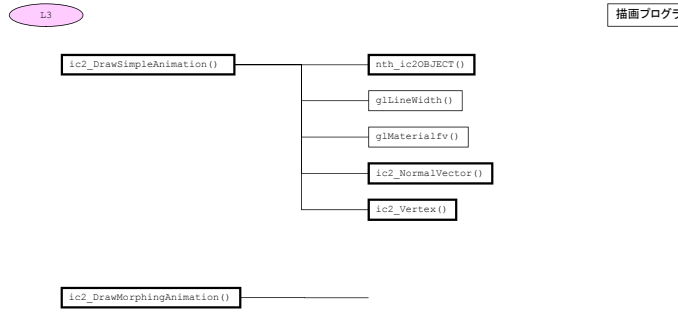 L3
描画プログラ
ic2_DrawSimpleAnimation()
nth_ic2OBJECT()
glLineWidth()
glMaterialfv()
ic2_NormalVector()
ic2_Vertex()
ic2_DrawMorphingAnimation()